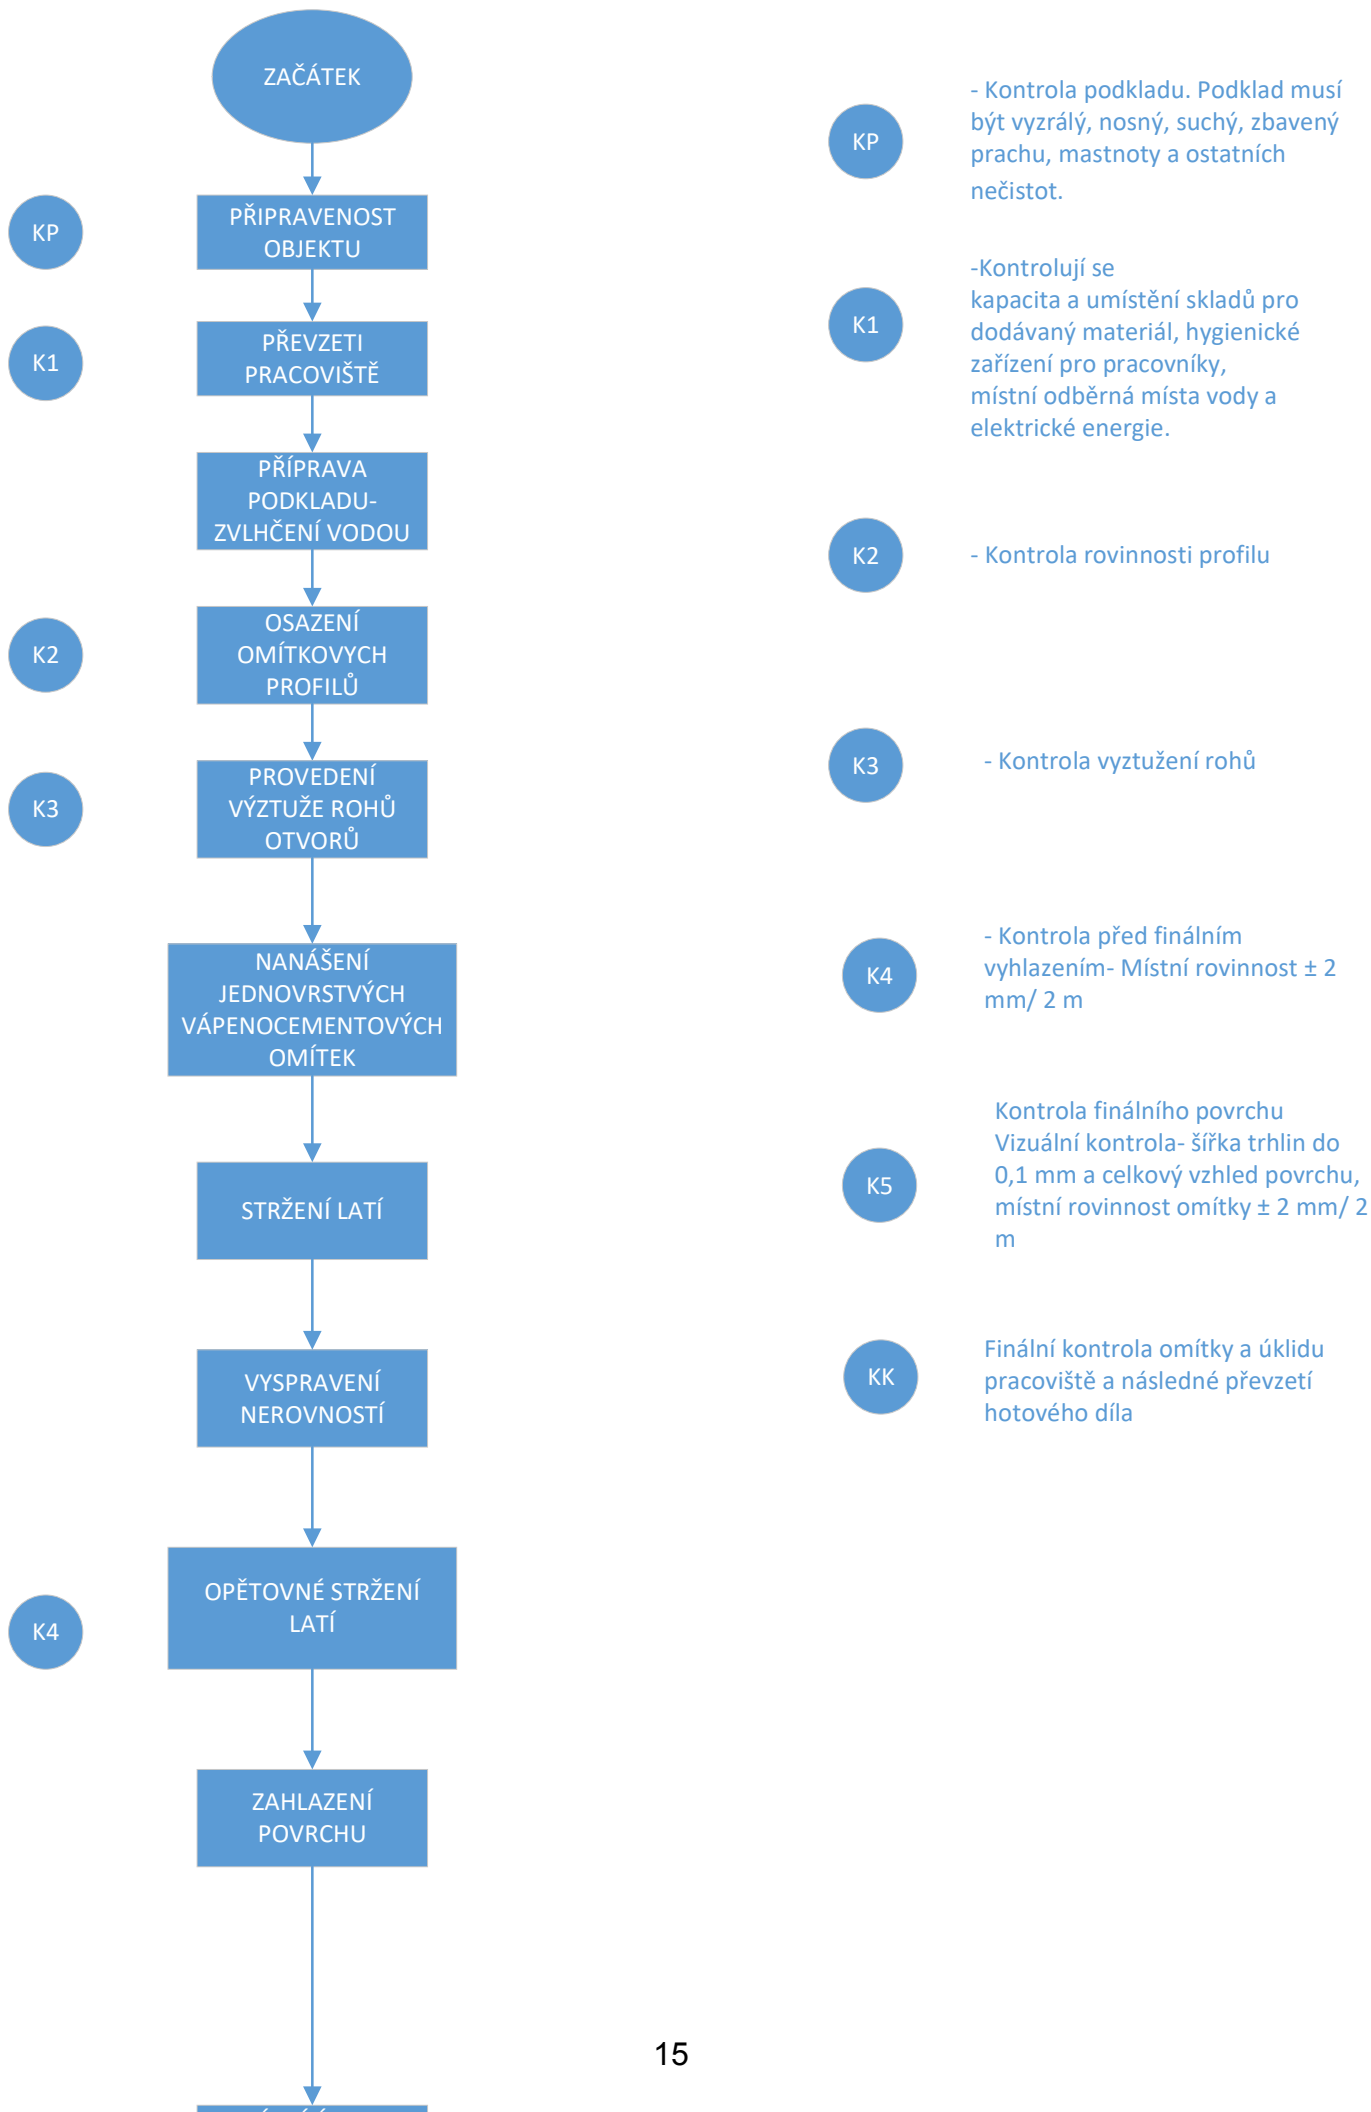 ZAČÁTEK
KP
PŘIPRAVENOST
OBJEKTU
K1
PŘEVZETI
PRACOVIŠTĚ
PŘÍPRAVA
PODKLADU-
ZVLHČENÍ VODOU
K2
OSAZENÍ
OMÍTKOVYCH
PROFILŮ
K3
PROVEDENÍ
VÝZTUŽE ROHŮ
OTVORŮ
NANÁŠENÍ
JEDNOVRSTVÝCH
VÁPENOCEMENTOVÝCH
OMÍTEK
STRŽENÍ LATÍ
VYSPRAVENÍ
NEROVNOSTÍ
K4
OPĚTOVNÉ STRŽENÍ
LATÍ
ZAHLAZENÍ
POVRCHU
KP
- Kontrola podkladu. Podklad musí
být vyzrálý, nosný, suchý, zbavený
prachu, mastnoty a ostatních
nečistot.
K1
-Kontrolují se
kapacita a umístění skladů pro
dodávaný materiál, hygienické
zařízení pro pracovníky,
místní odběrná místa vody a
elektrické energie.
K2
- Kontrola rovinnosti profilu
K3
- Kontrola vyztužení rohů
K4
- Kontrola před finálním
vyhlazením- Místní rovinnost ± 2
mm/ 2 m
K5
Kontrola finálního povrchu
Vizuální kontrola- šířka trhlin do
0,1 mm a celkový vzhled povrchu,
místní rovinnost omítky ± 2 mm/ 2
m
KK
Finální kontrola omítky a úklidu
pracoviště a následné převzetí
hotového díla
15